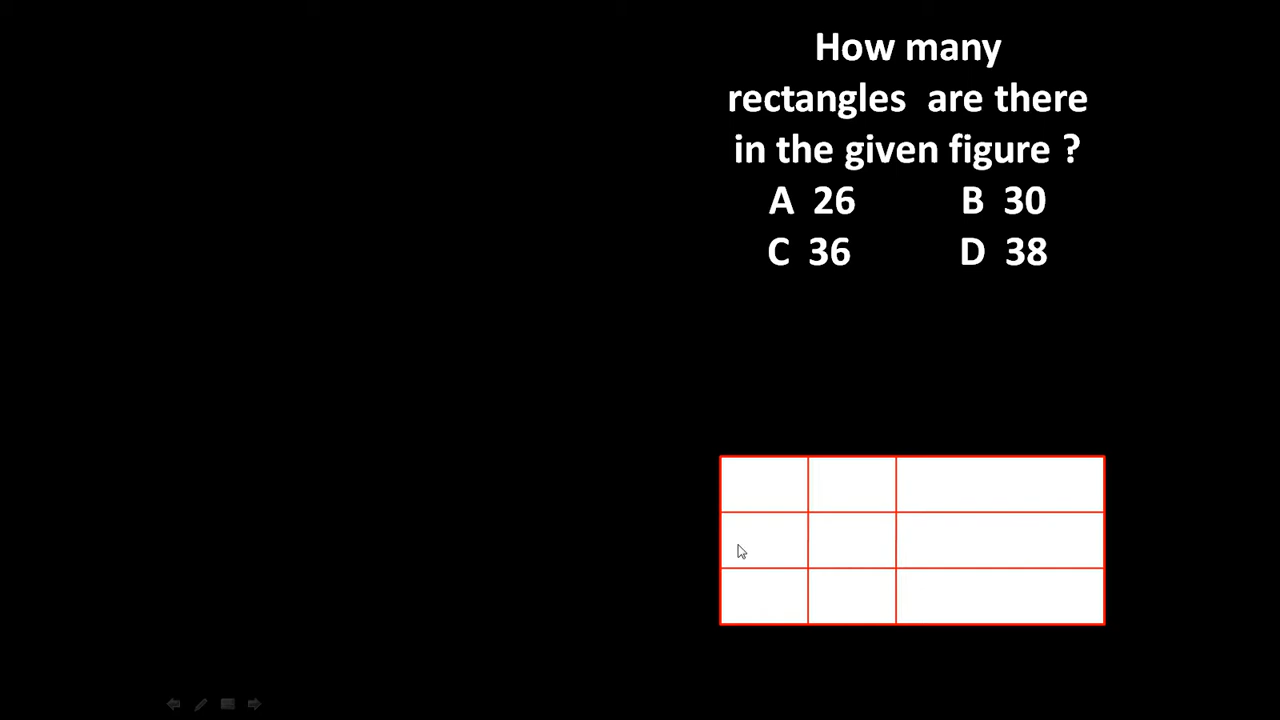 How many
rectangles are there
in the given figure ?
A 26 B 30
C 36 D 38